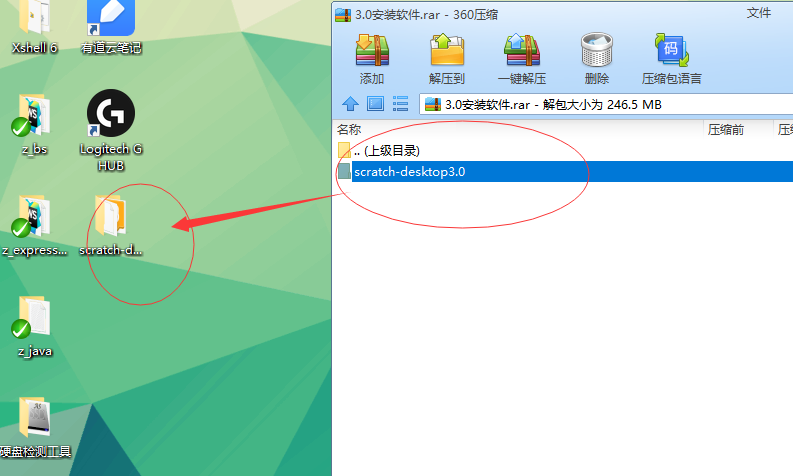 Xshell 6
有道云笔记
z_bs
Logitech G
HUB
z_express...
scratch-d...
z_java
硬盘检测工具
3.0安装软件.rar - 360压缩
文件
添加
解压到
一键解压
删除
码
压缩包语言
3.0安装软件.rar - 解包大小为 246.5 MB
名称
压缩前
压缩
.. (上级目录)
scratch-desktop3.0